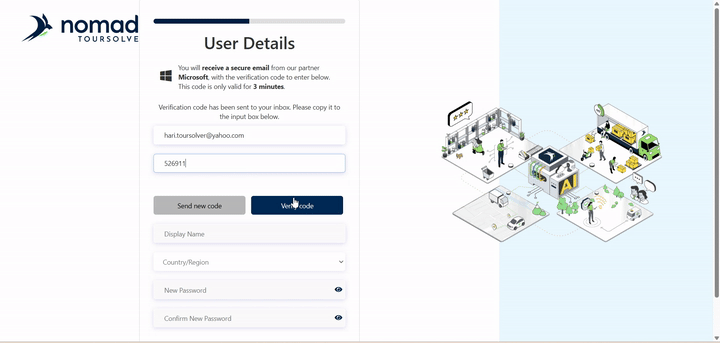 nomad
TOURSOLVE
User Details
You will receive a secure email from our partner
Microsoft, with the verification code to enter below.
This code is only valid for 3 minutes.
Verification code has been sent to your inbox. Please copy it to
the input box below.
hari.toursolver@yahoo.com
526911
Send new code
Verify code
Display Name
Country/Region
New Password
Confirm New Password
AI